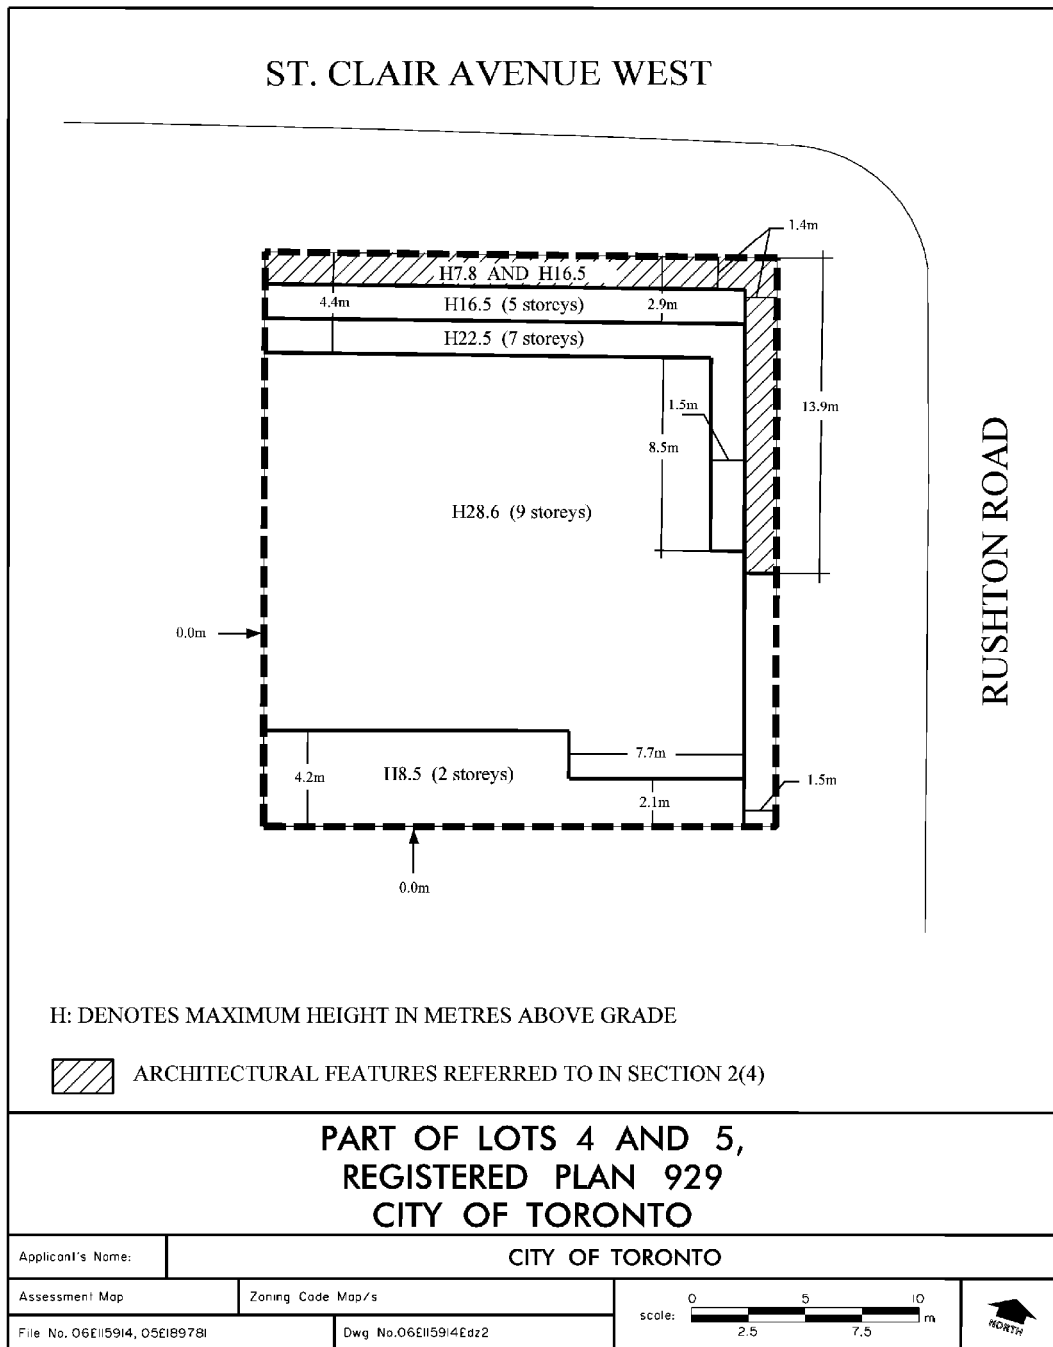 ST. CLAIR AVENUE WEST
1.4m
H7.8 AND H16.5
4.4m
H16.5 (5 storeys)
2.9m
H22.5 (7 storeys)
1.5m
13.9m
8.5m
RUSHTON ROAD
H28.6 (9 storeys)
0.0m
7.7m
4.2m
H8.5 (2 storeys)
1.5m
2.1m
0.0m
H: DENOTES MAXIMUM HEIGHT IN METRES ABOVE GRADE
ARCHITECTURAL FEATURES REFERRED TO IN SECTION 2(4)
PART OF LOTS 4 AND 5,
REGISTERED PLAN 929
CITY OF TORONTO
Applicant's Name:
CITY OF TORONTO
Assessment Map
Zoning Code Map/s
File No. 06E115914, 05E189781
Dwg No.06E115914Edz2
scale:
0 5 10
m
2.5 7.5
NORTH